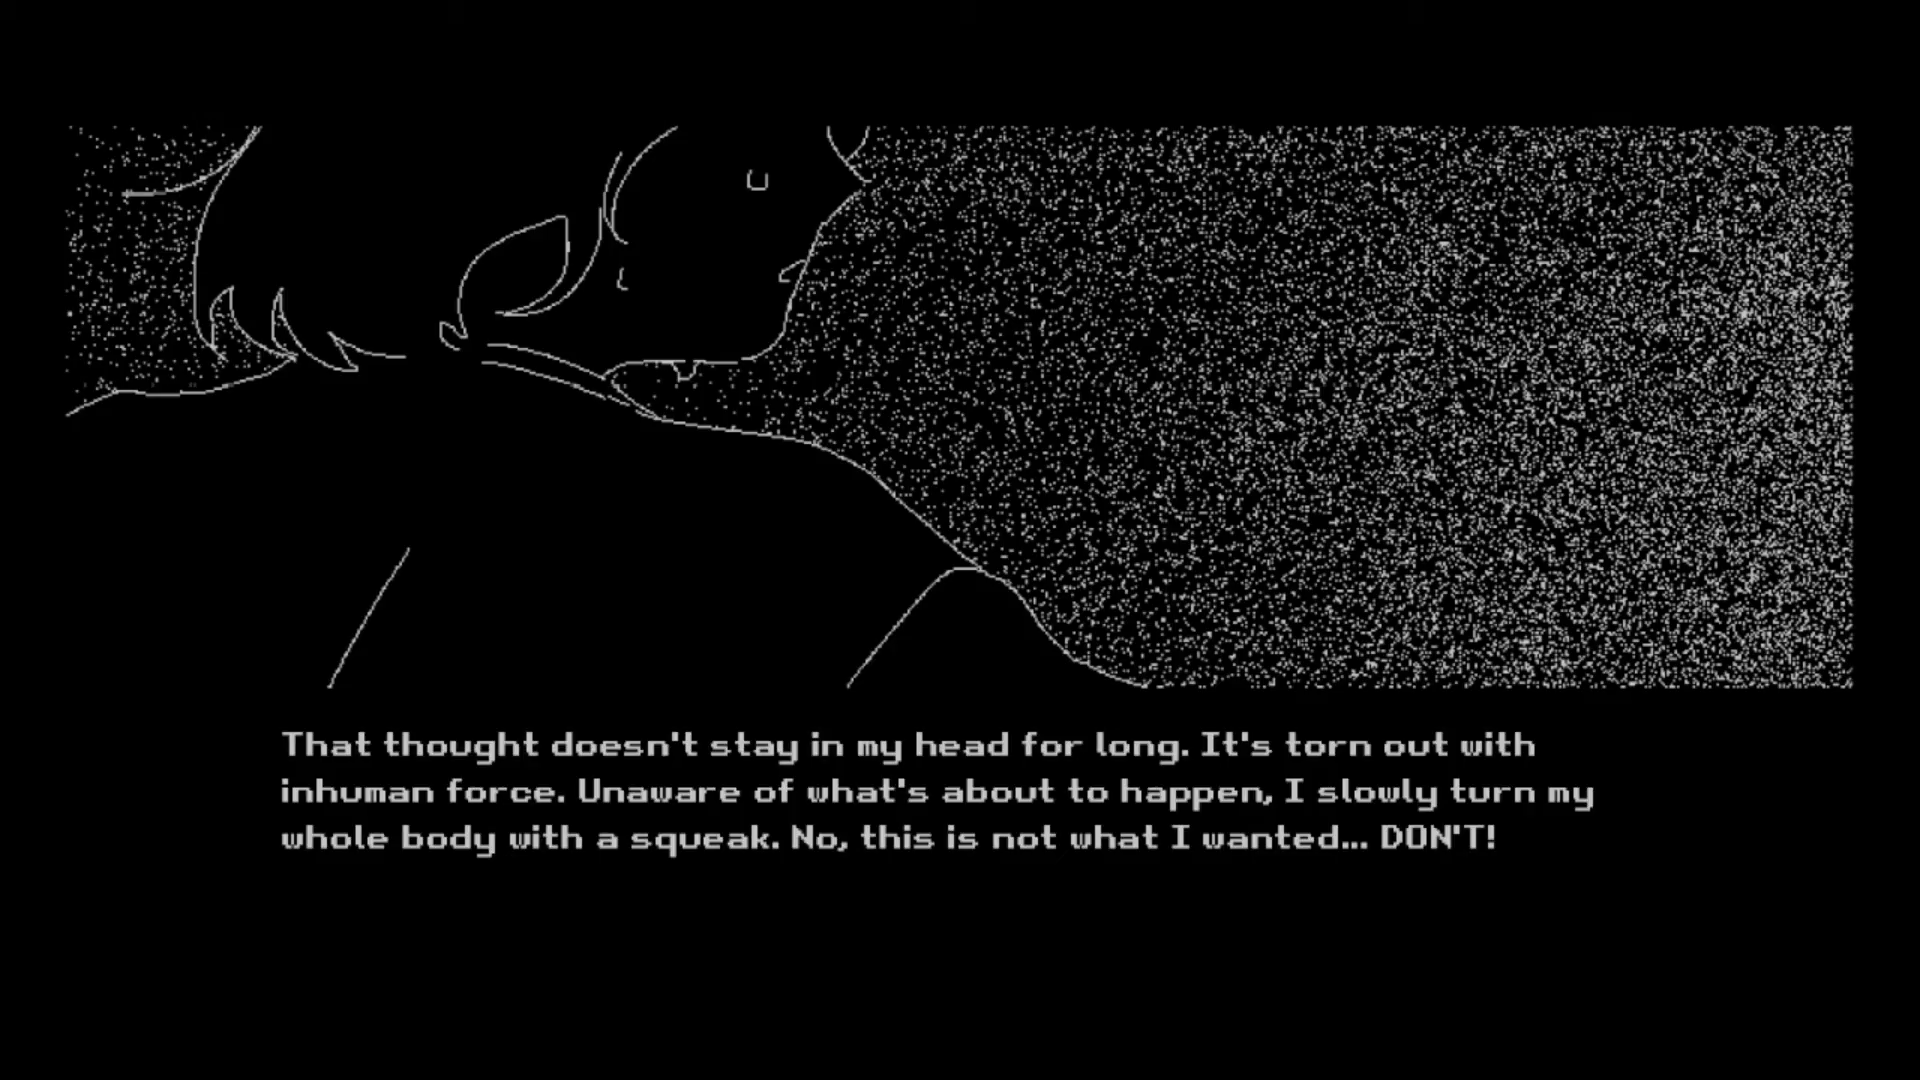 That thought doesn't stay in my head for long. It's torn out with
inhuman force. Unaware of what's about to happen, I slowly turn my
whole body with a squeak. No, this is not what I wanted... DON'T!